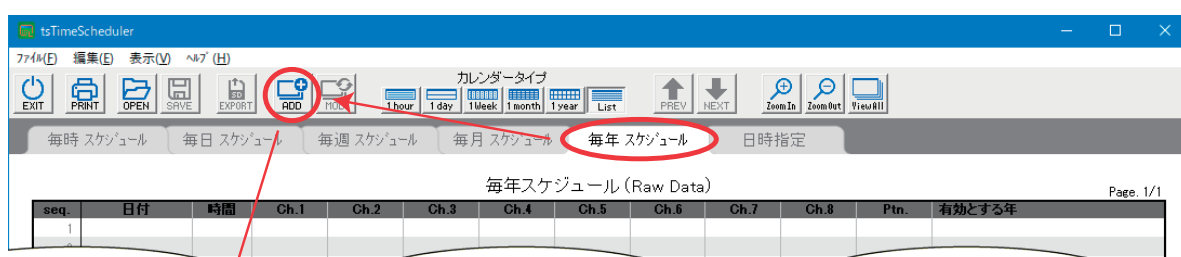 tsTimeScheduler
ﾌｧｲﾙ(F) 編集(E) 表示(V) ﾍﾙﾌﾟ(H)
カレンダータイプ
EXIT PRINT OPEN SAVE EXPORT ADD 1hour 1day 1Week 1month 1year List PREV NEXT ZoomIn ZoomOut ViewAll
毎時 ｽｹｼﾞｭｰﾙ 毎日 ｽｹｼﾞｭｰﾙ 毎週 ｽｹｼﾞｭｰﾙ 毎月 ｽｹｼﾞｭｰﾙ 毎年 ｽｹｼﾞｭｰﾙ 日時指定
毎年スケジュール(Raw Data)
Page. 1/1
seq. 日付 時間 Ch.1 Ch.2 Ch.3 Ch.4 Ch.5 Ch.6 Ch.7 Ch.8 Ptn. 有効とする年
1